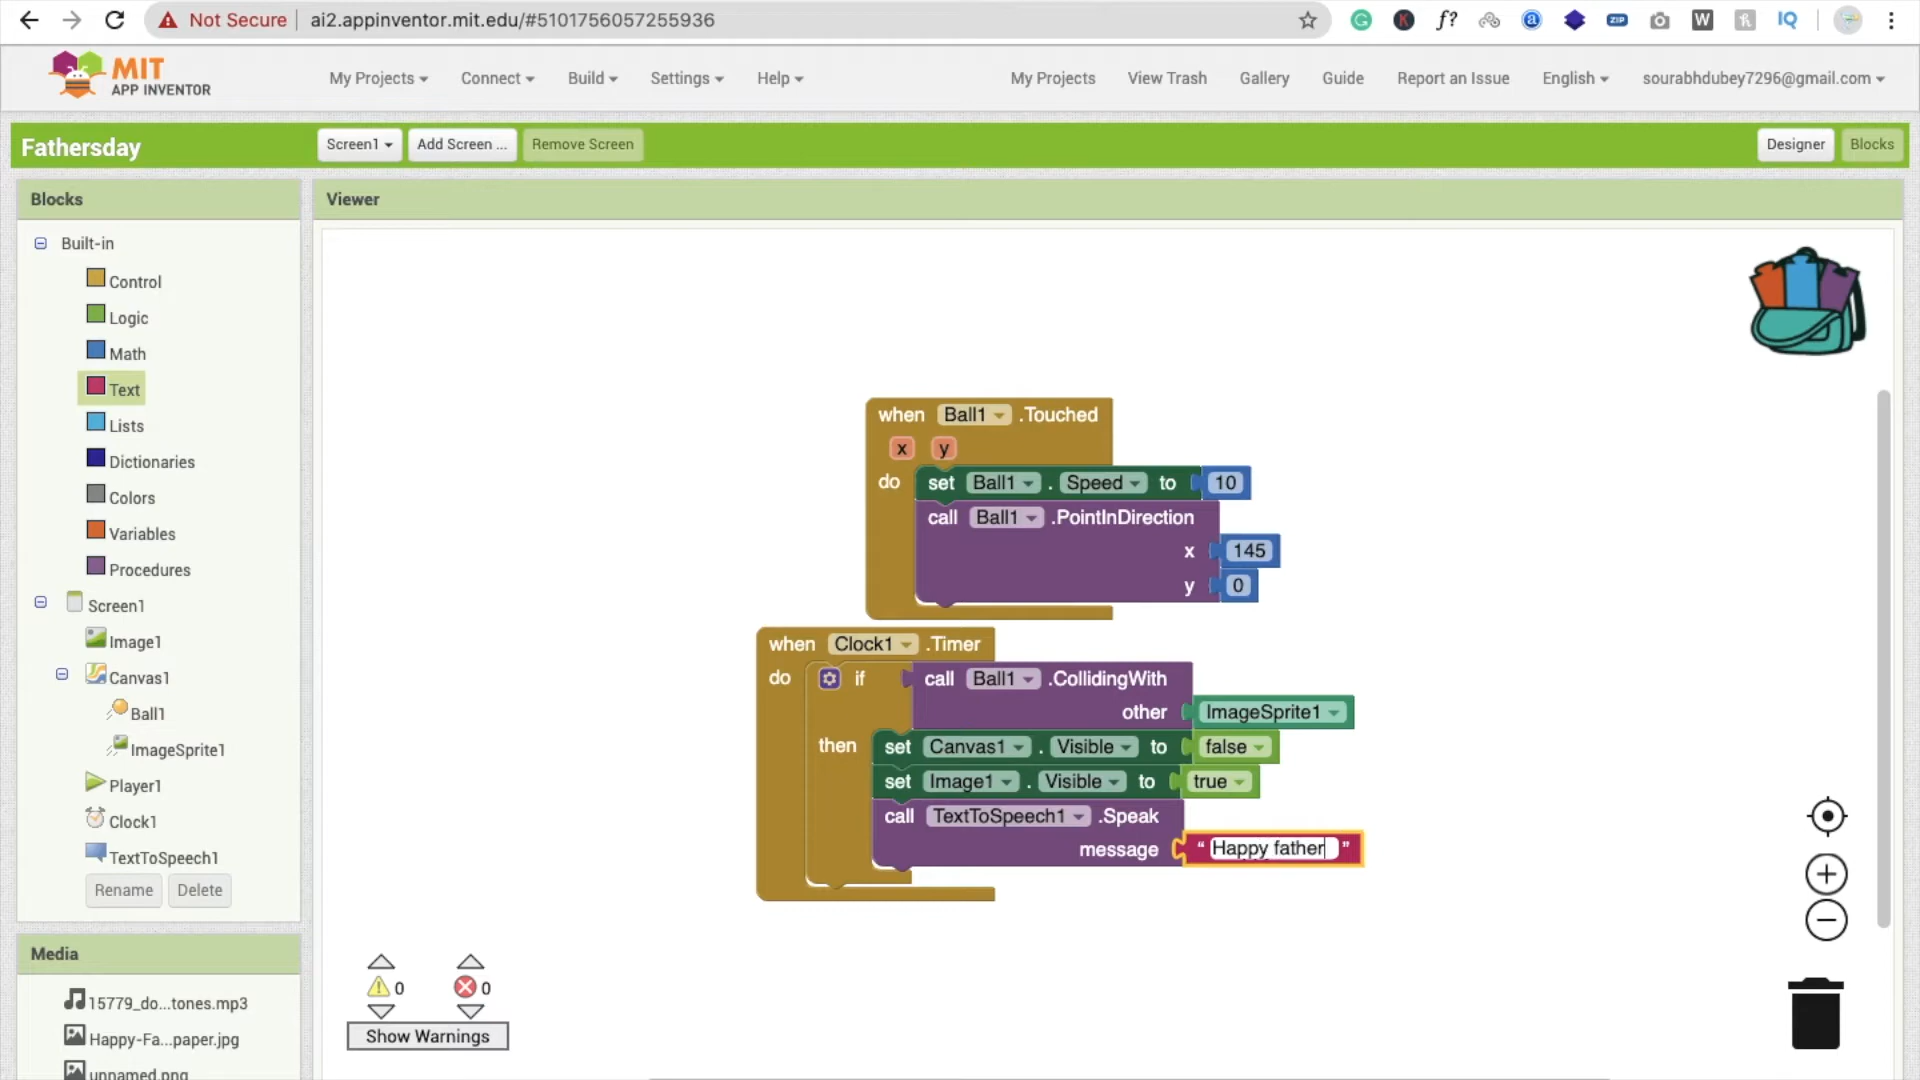 Not Secure | ai2.appinventor.mit.edu/#5101756057255936
f? a ZIP W IQ
MIT
APP INVENTOR
My Projects Connect Build Settings Help My Projects View Trash Gallery Guide Report an Issue English sourabhdubey7296@gmail.com
Fathersday Screen1 Add Screen ... Remove Screen Designer Blocks
Blocks
Viewer
Built-in
Control
Logic
Math
Text
Lists
Dictionaries
Colors
Variables
Procedures
Screen1
Image1
Canvas1
Ball1
ImageSprite1
Player1
Clock1
TextToSpeech1
Rename Delete
Media
15779_do...tones.mp3
Happy-Fa...paper.jpg
unnamed.png
when Ball1 .Touched
x y
do set Ball1 . Speed to 10
call Ball1 .PointInDirection
x 145
y 0
when Clock1 .Timer
do if call Ball1 .CollidingWith
other ImageSprite1
then set Canvas1 . Visible to false
set Image1 . Visible to true
call TextToSpeech1 .Speak
message “ Happy father ”
0 0
Show Warnings